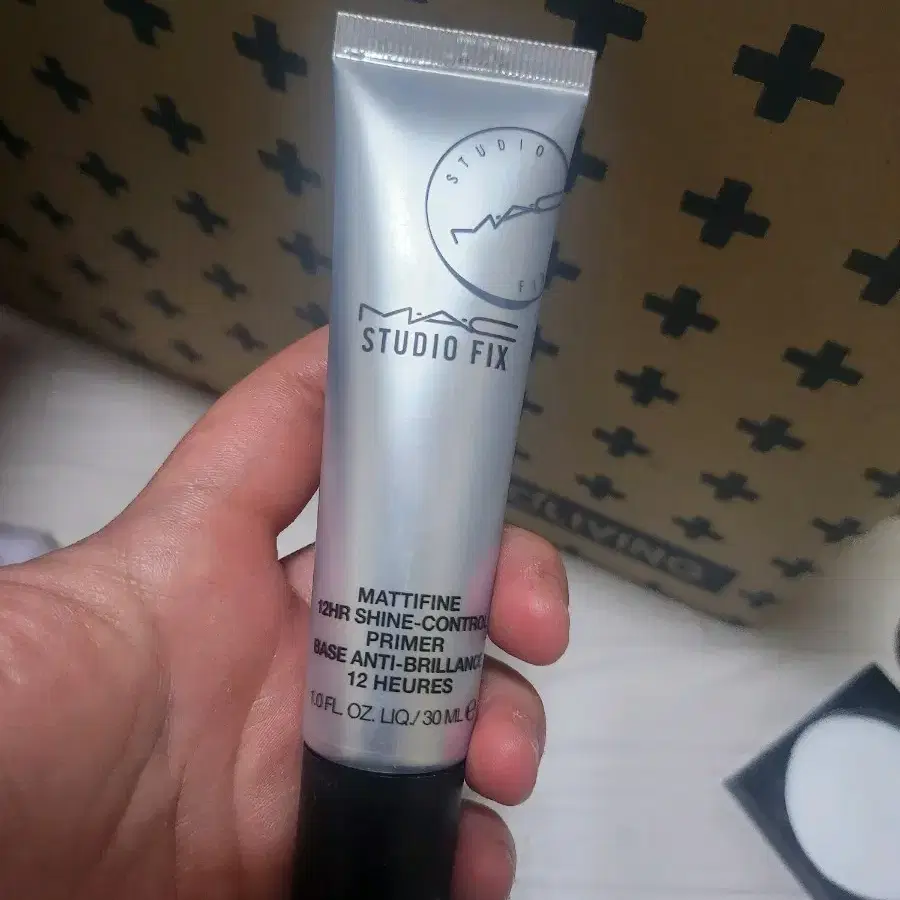 STUDIO
M·A·C
FIX
M·A·C
STUDIO FIX
MATTIFINE
12HR SHINE-CONTROL
PRIMER
BASE ANTI-BRILLANCE
12 HEURES
1.0 FL. OZ. LIQ./30 ML e